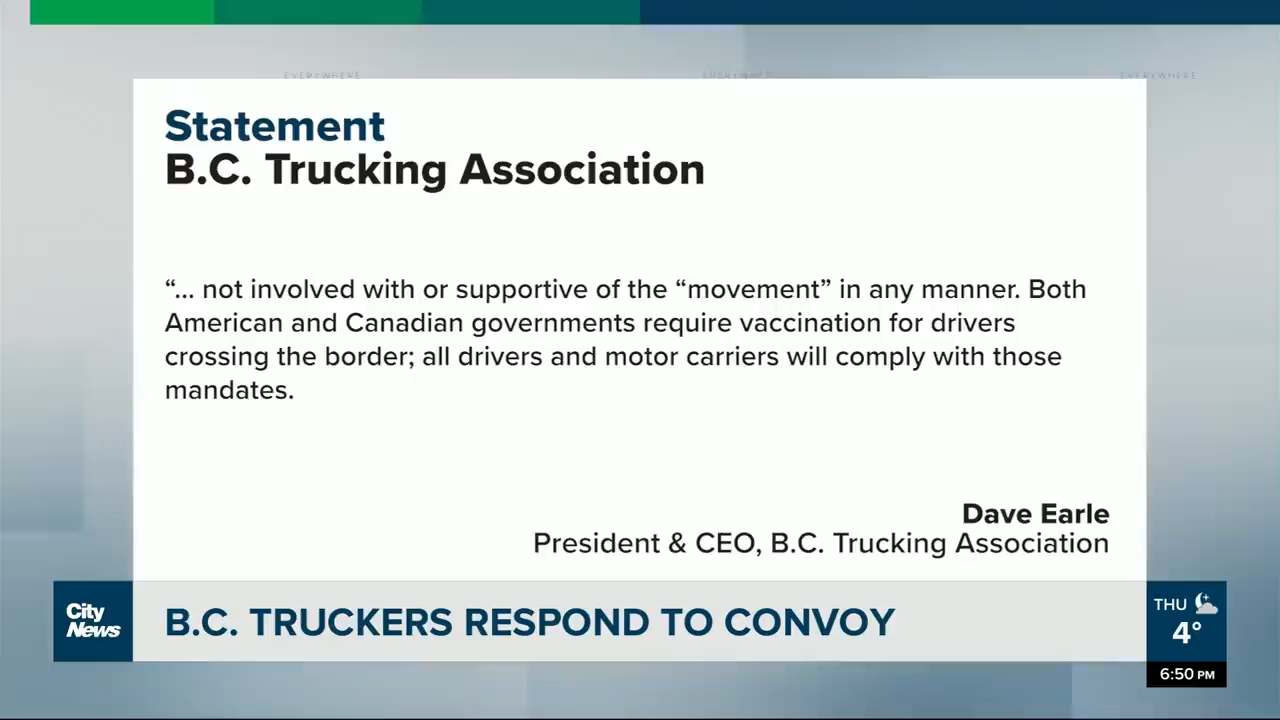 EVERYWHERE
EVERYWHERE
Statement
B.C. Trucking Association
“... not involved with or supportive of the “movement” in any manner. Both
American and Canadian governments require vaccination for drivers
crossing the border; all drivers and motor carriers will comply with those
mandates.
Dave Earle
President & CEO, B.C. Trucking Association
City
News
B.C. TRUCKERS RESPOND TO CONVOY
THU
4°
6:50 PM